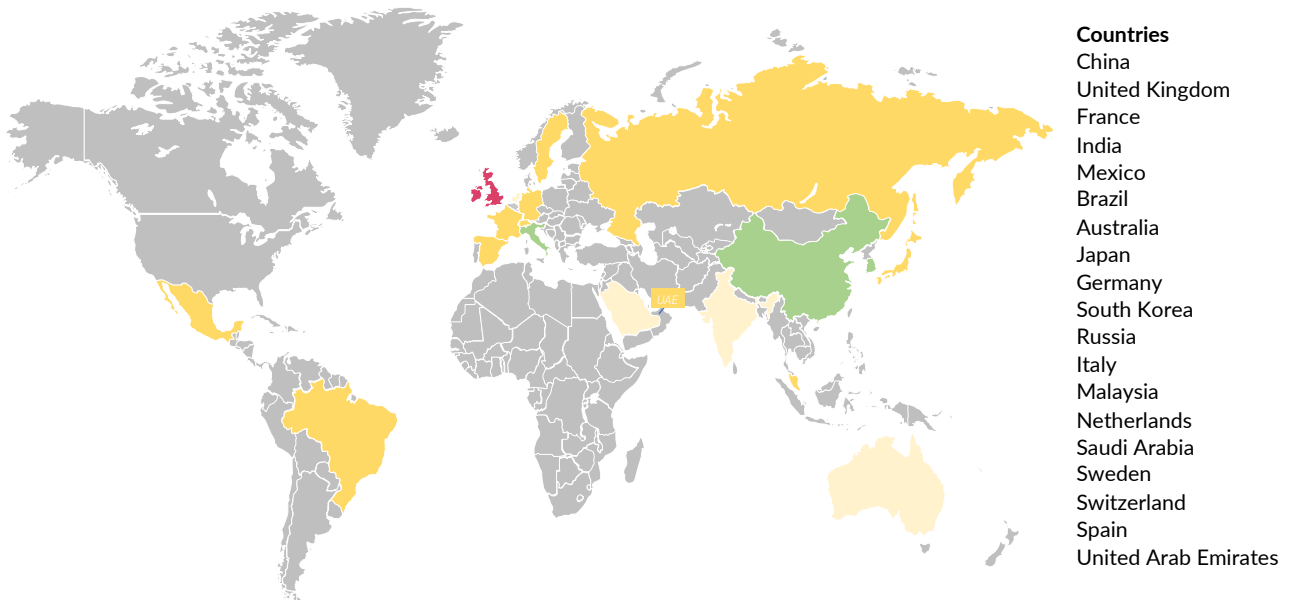 UAE
Countries
China
United Kingdom
France
India
Mexico
Brazil
Australia
Japan
Germany
South Korea
Russia
Italy
Malaysia
Netherlands
Saudi Arabia
Sweden
Switzerland
Spain
United Arab Emirates